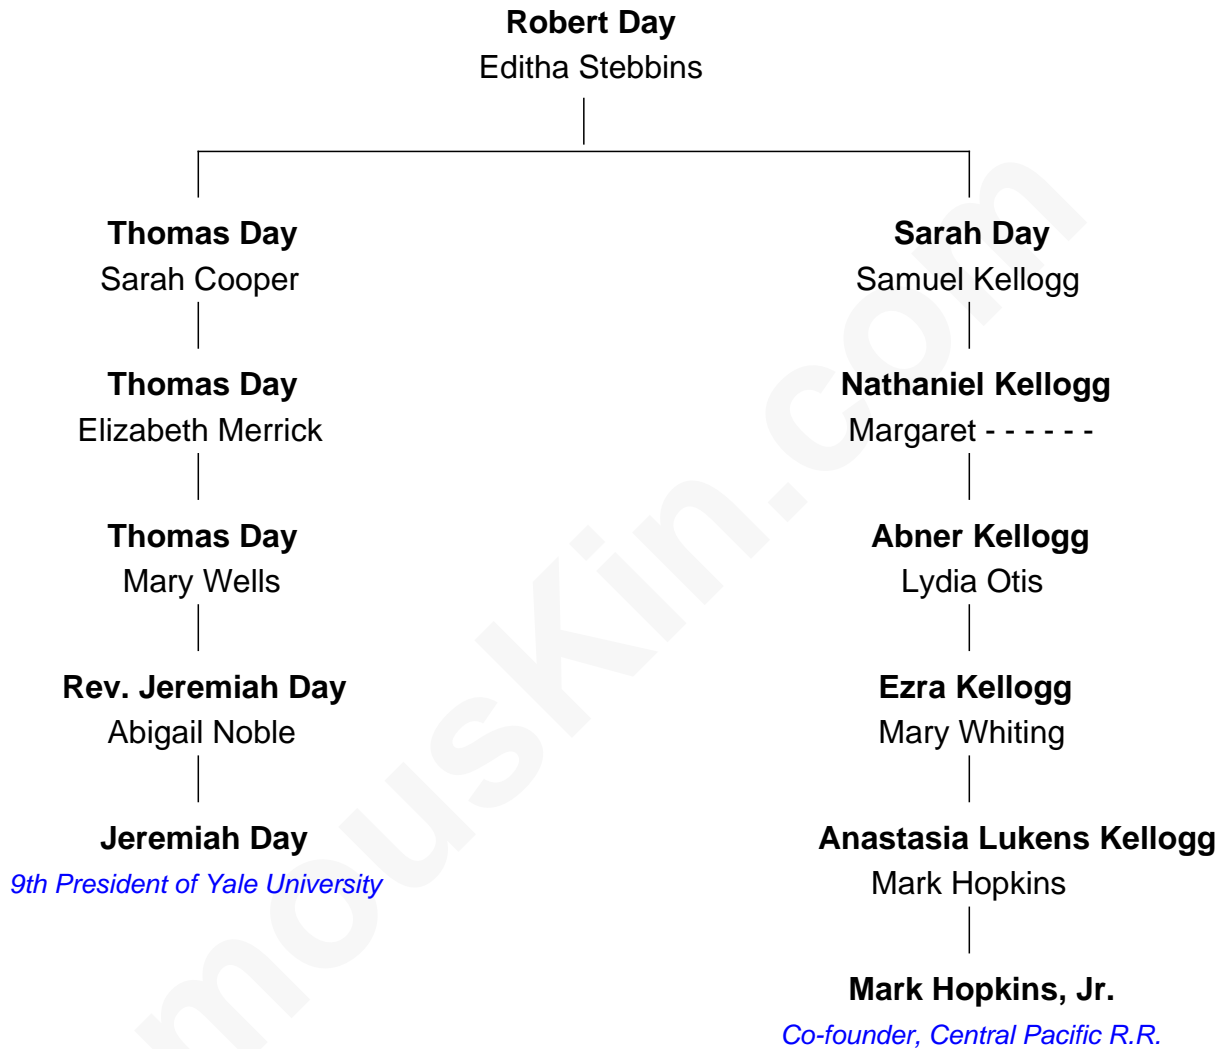 Robert Day
Editha Stebbins
Thomas Day
Sarah Cooper
Thomas Day
Elizabeth Merrick
Thomas Day
Mary Wells
Rev. Jeremiah Day
Abigail Noble
Jeremiah Day
9th President of Yale University
Sarah Day
Samuel Kellogg
Nathaniel Kellogg
Margaret - - - - - -
Abner Kellogg
Lydia Otis
Ezra Kellogg
Mary Whiting
Anastasia Lukens Kellogg
Mark Hopkins
Mark Hopkins, Jr.
Co-founder, Central Pacific R.R.
mousKin.com